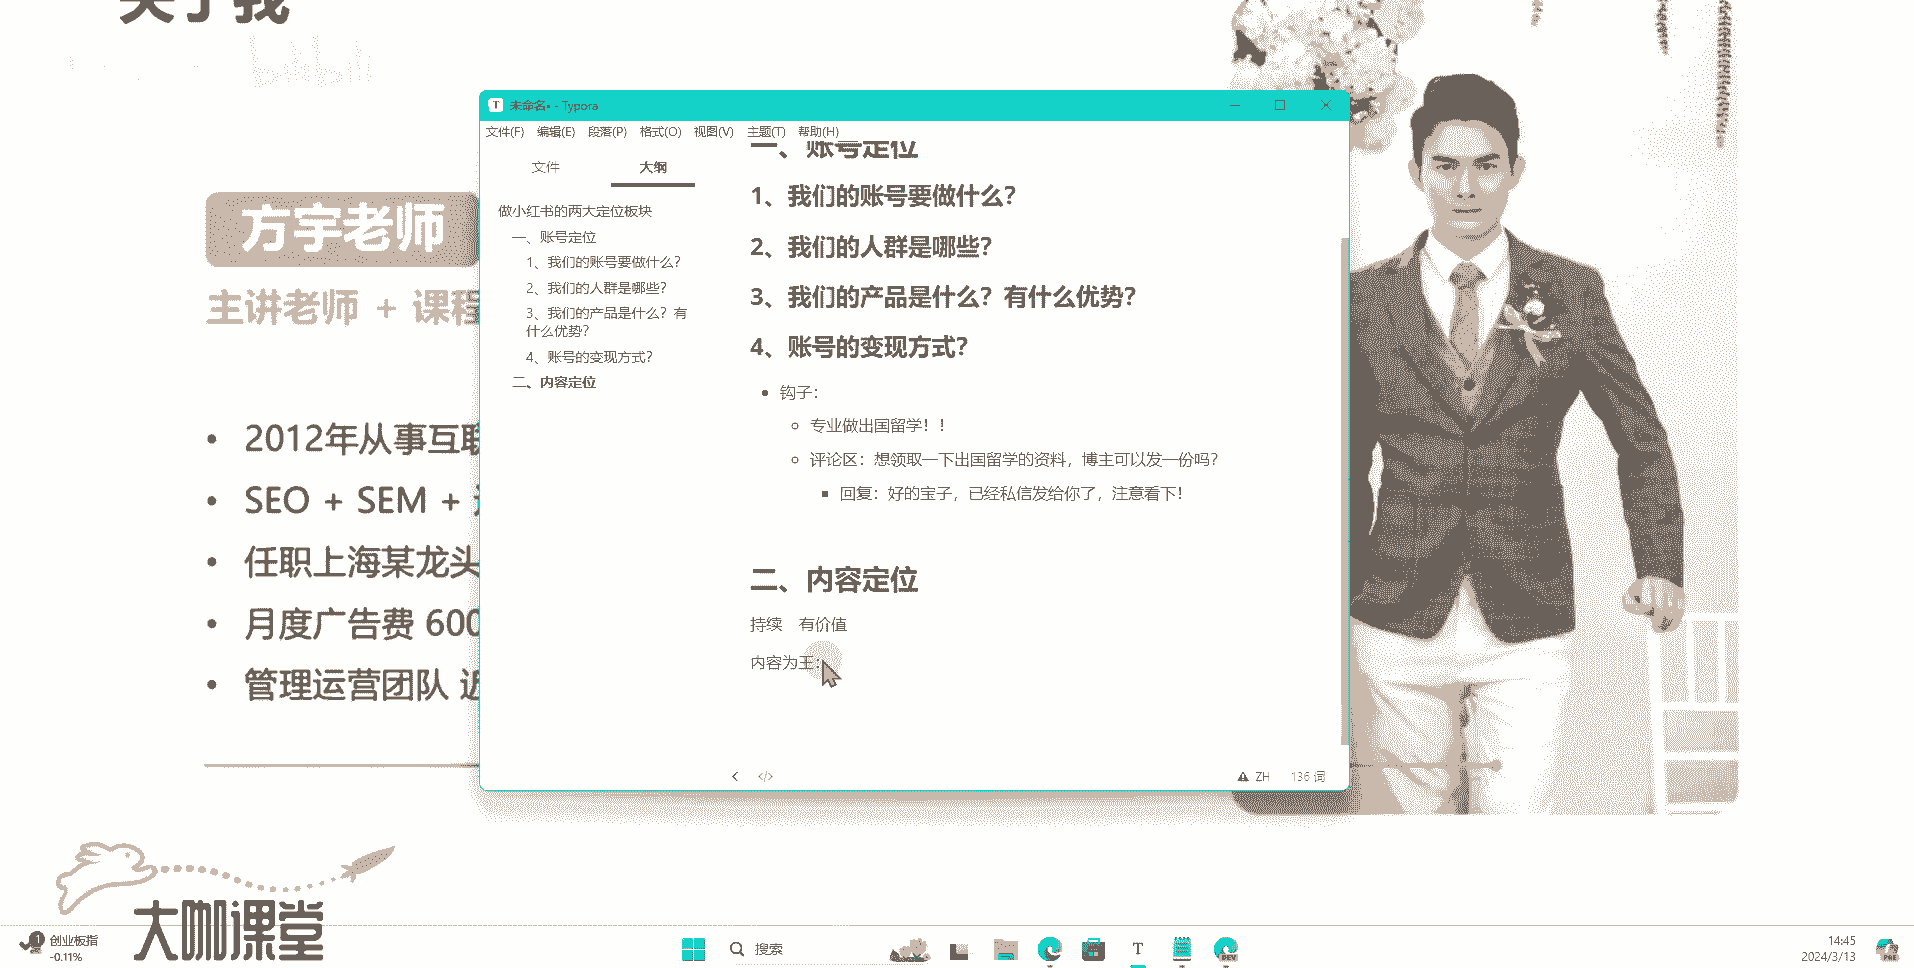 关于我
bilibili
方宇老师
主讲老师 + 课程
• 2012年从事互联
• SEO + SEM +
• 任职上海某龙头
• 月度广告费 600
• 管理运营团队 近
未命名• - Typora
文件(F) 编辑(E) 段落(P) 格式(O) 视图(V) 主题(T) 帮助(H)
文件 大纲
做小红书的两大定位板块
一、账号定位
1、我们的账号要做什么？
2、我们的人群是哪些？
3、我们的产品是什么？有
什么优势？
4、账号的变现方式？
二、内容定位
一、账号定位
1、我们的账号要做什么？
2、我们的人群是哪些？
3、我们的产品是什么？有什么优势？
4、账号的变现方式？
• 钩子：
专业做出国留学！！
评论区：想领取一下出国留学的资料，博主可以发一份吗？
回复：好的宝子，已经私信发给你了，注意看下！
二、内容定位
持续 有价值
内容为王：
ZH 136 词
大咖课堂
1
创业板指
-0.11%
搜索
T
DEV
14:45
2024/3/13
PRE